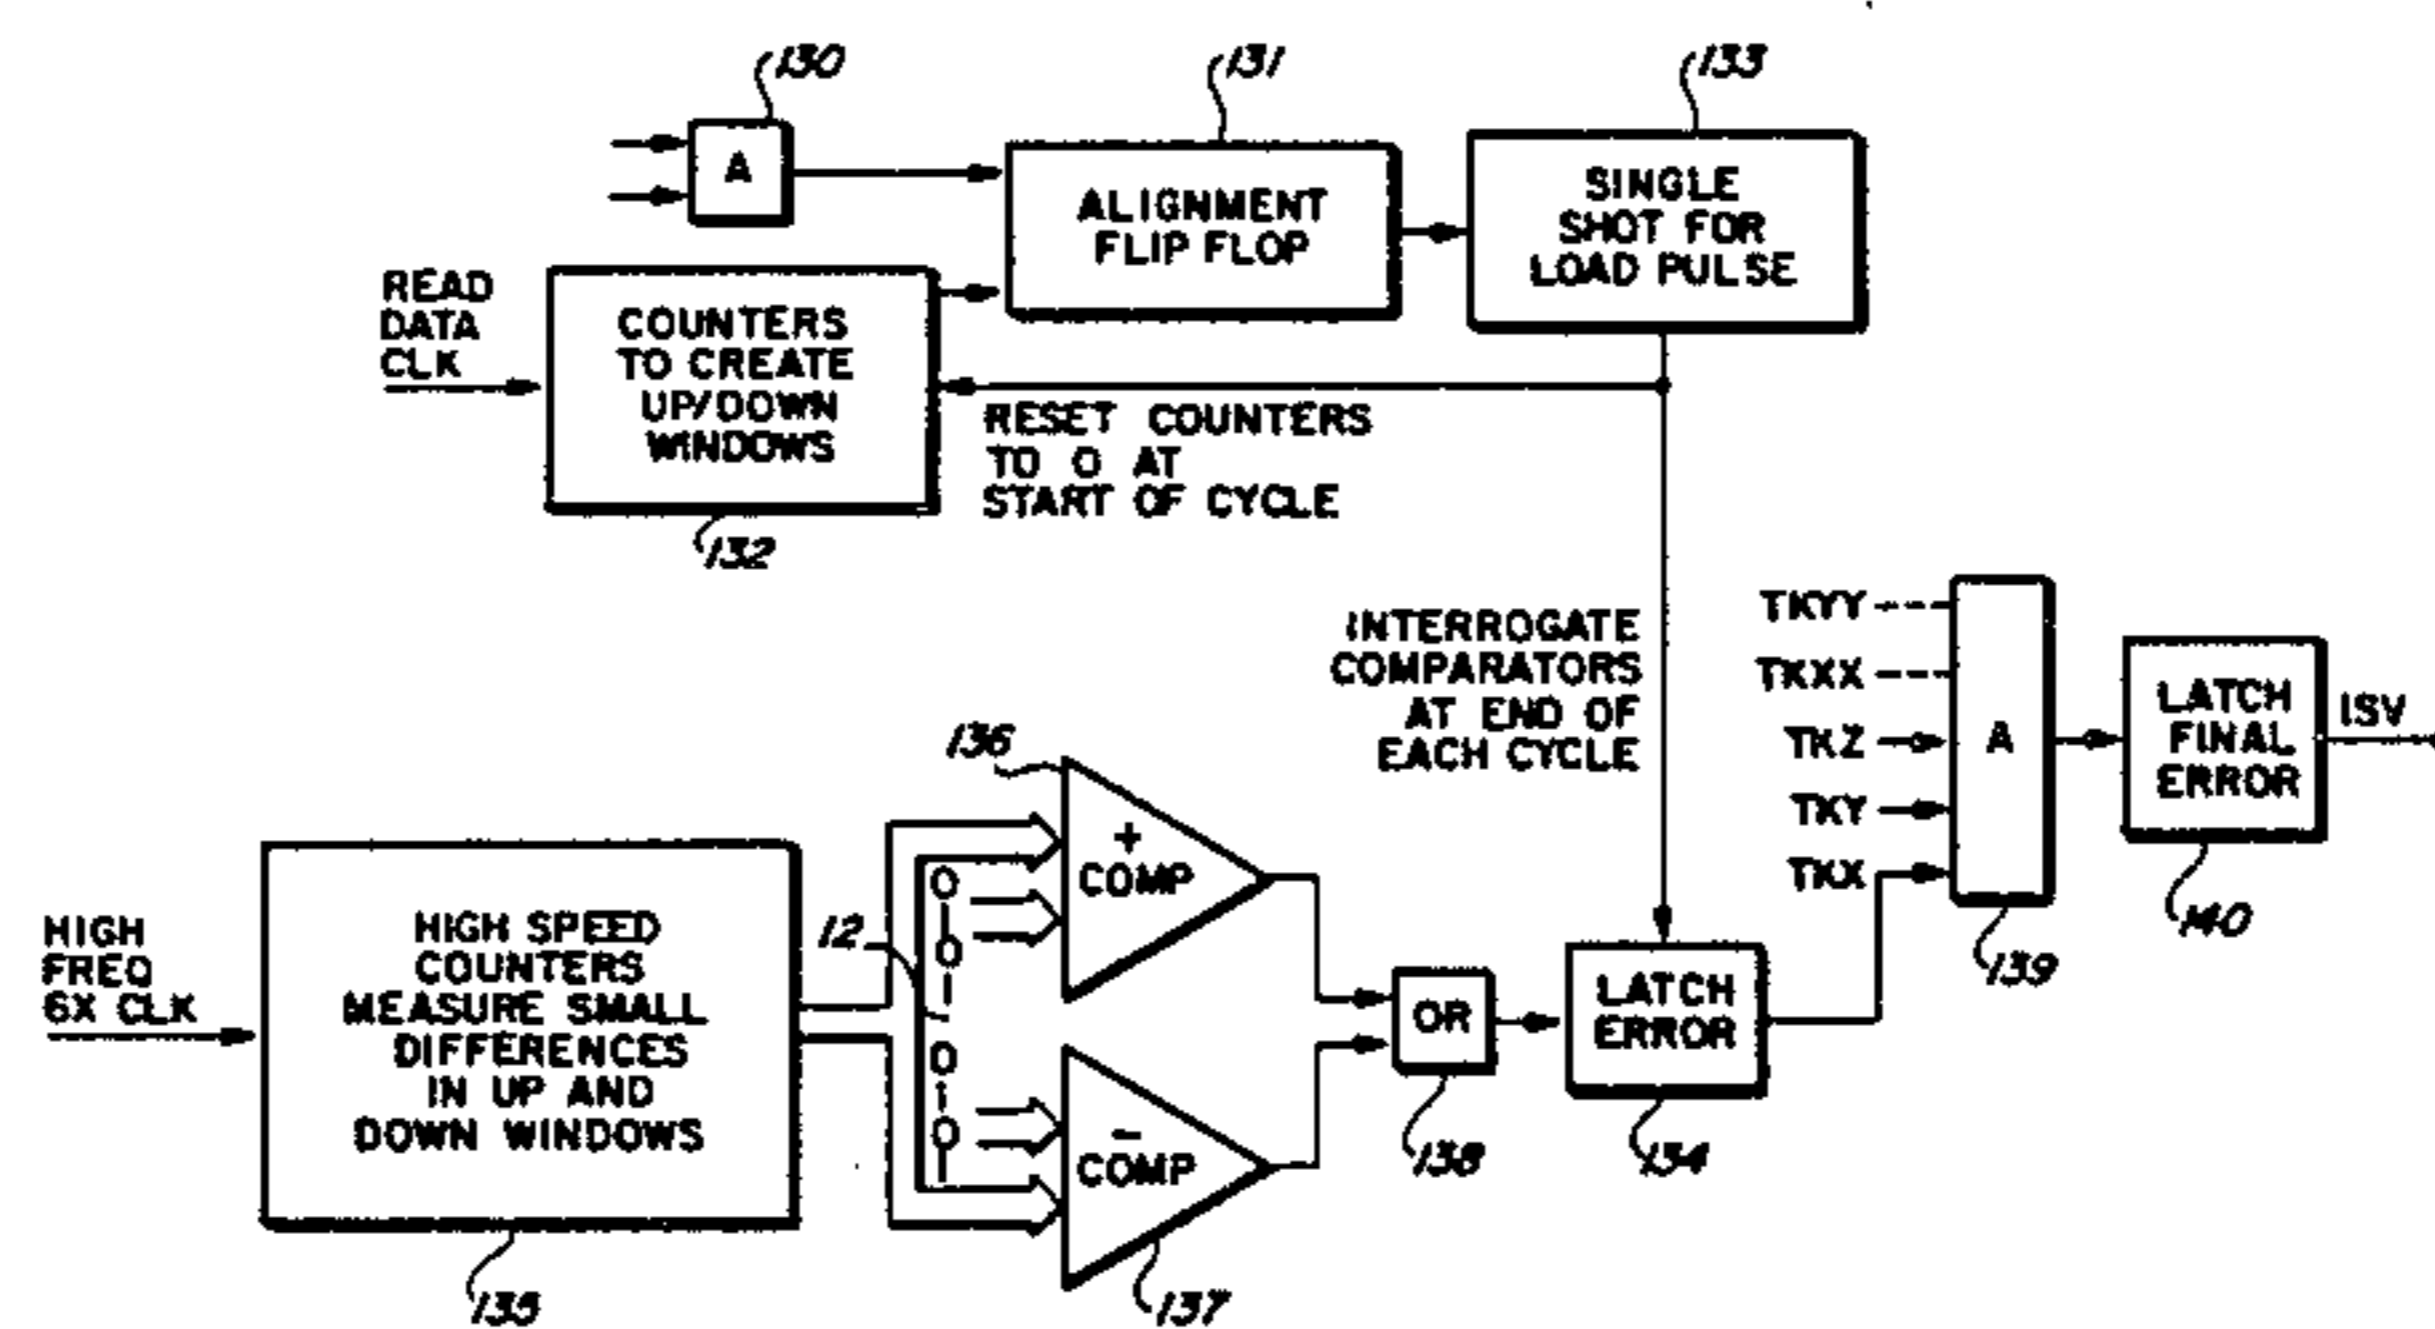 130
131
133
A
ALIGNMENT
FLIP FLOP
SINGLE
SHOT FOR
LOAD PULSE
READ
DATA
CLK
COUNTERS
TO CREATE
UP/DOWN
WINDOWS
RESET COUNTERS
TO 0 AT
START OF CYCLE
132
INTERROGATE
COMPARATORS
AT END OF
EACH CYCLE
TKYY
TKXX
TKZ
TKY
TKX
A
LATCH
FINAL
ERROR
ISV
139
140
136
+
COMP
12
HIGH
FREQ
6X CLK
HIGH SPEED
COUNTERS
MEASURE SMALL
DIFFERENCES
IN UP AND
DOWN WINDOWS
135
-
COMP
137
OR
138
LATCH
ERROR
134